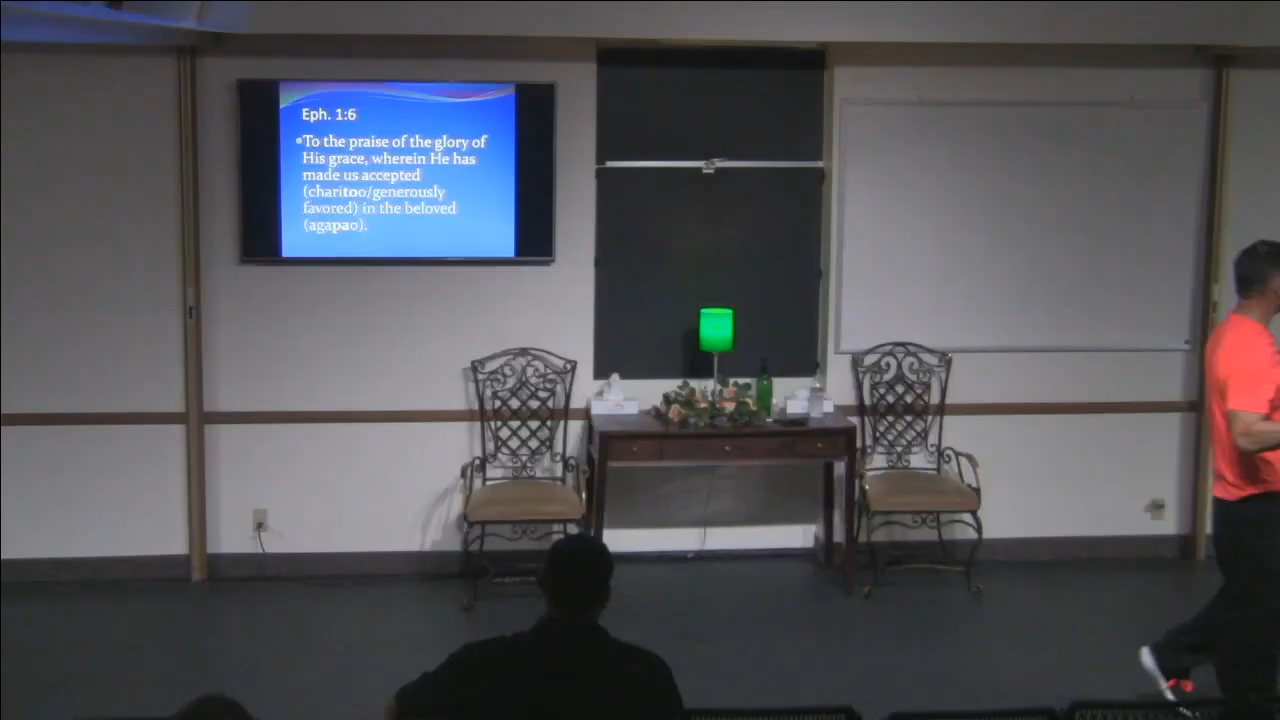 Eph. 1:6
•To the praise of the glory of
His grace, wherein He has
made us accepted
(charitoo/generously
favored) in the beloved
(agapao).